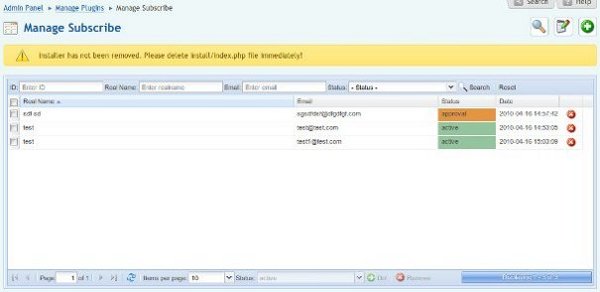 Search Help
Admin Panel ▸ Manage Plugins ▸ Manage Subscribe
Manage Subscribe
Installer has not been removed. Please delete install/index.php file immediately!
ID: Enter ID Real Name: Enter realname Email: Enter email Status: - Status - Search Reset
Real Name Email Status Date
sdf sd approval 2010-04-16 14:57:42
test test@test.com active 2010-04-16 14:53:05
test test1@test.com active 2010-04-16 15:03:09
Page 1 of 1 Items per page: 50 Status: active Do! Remove